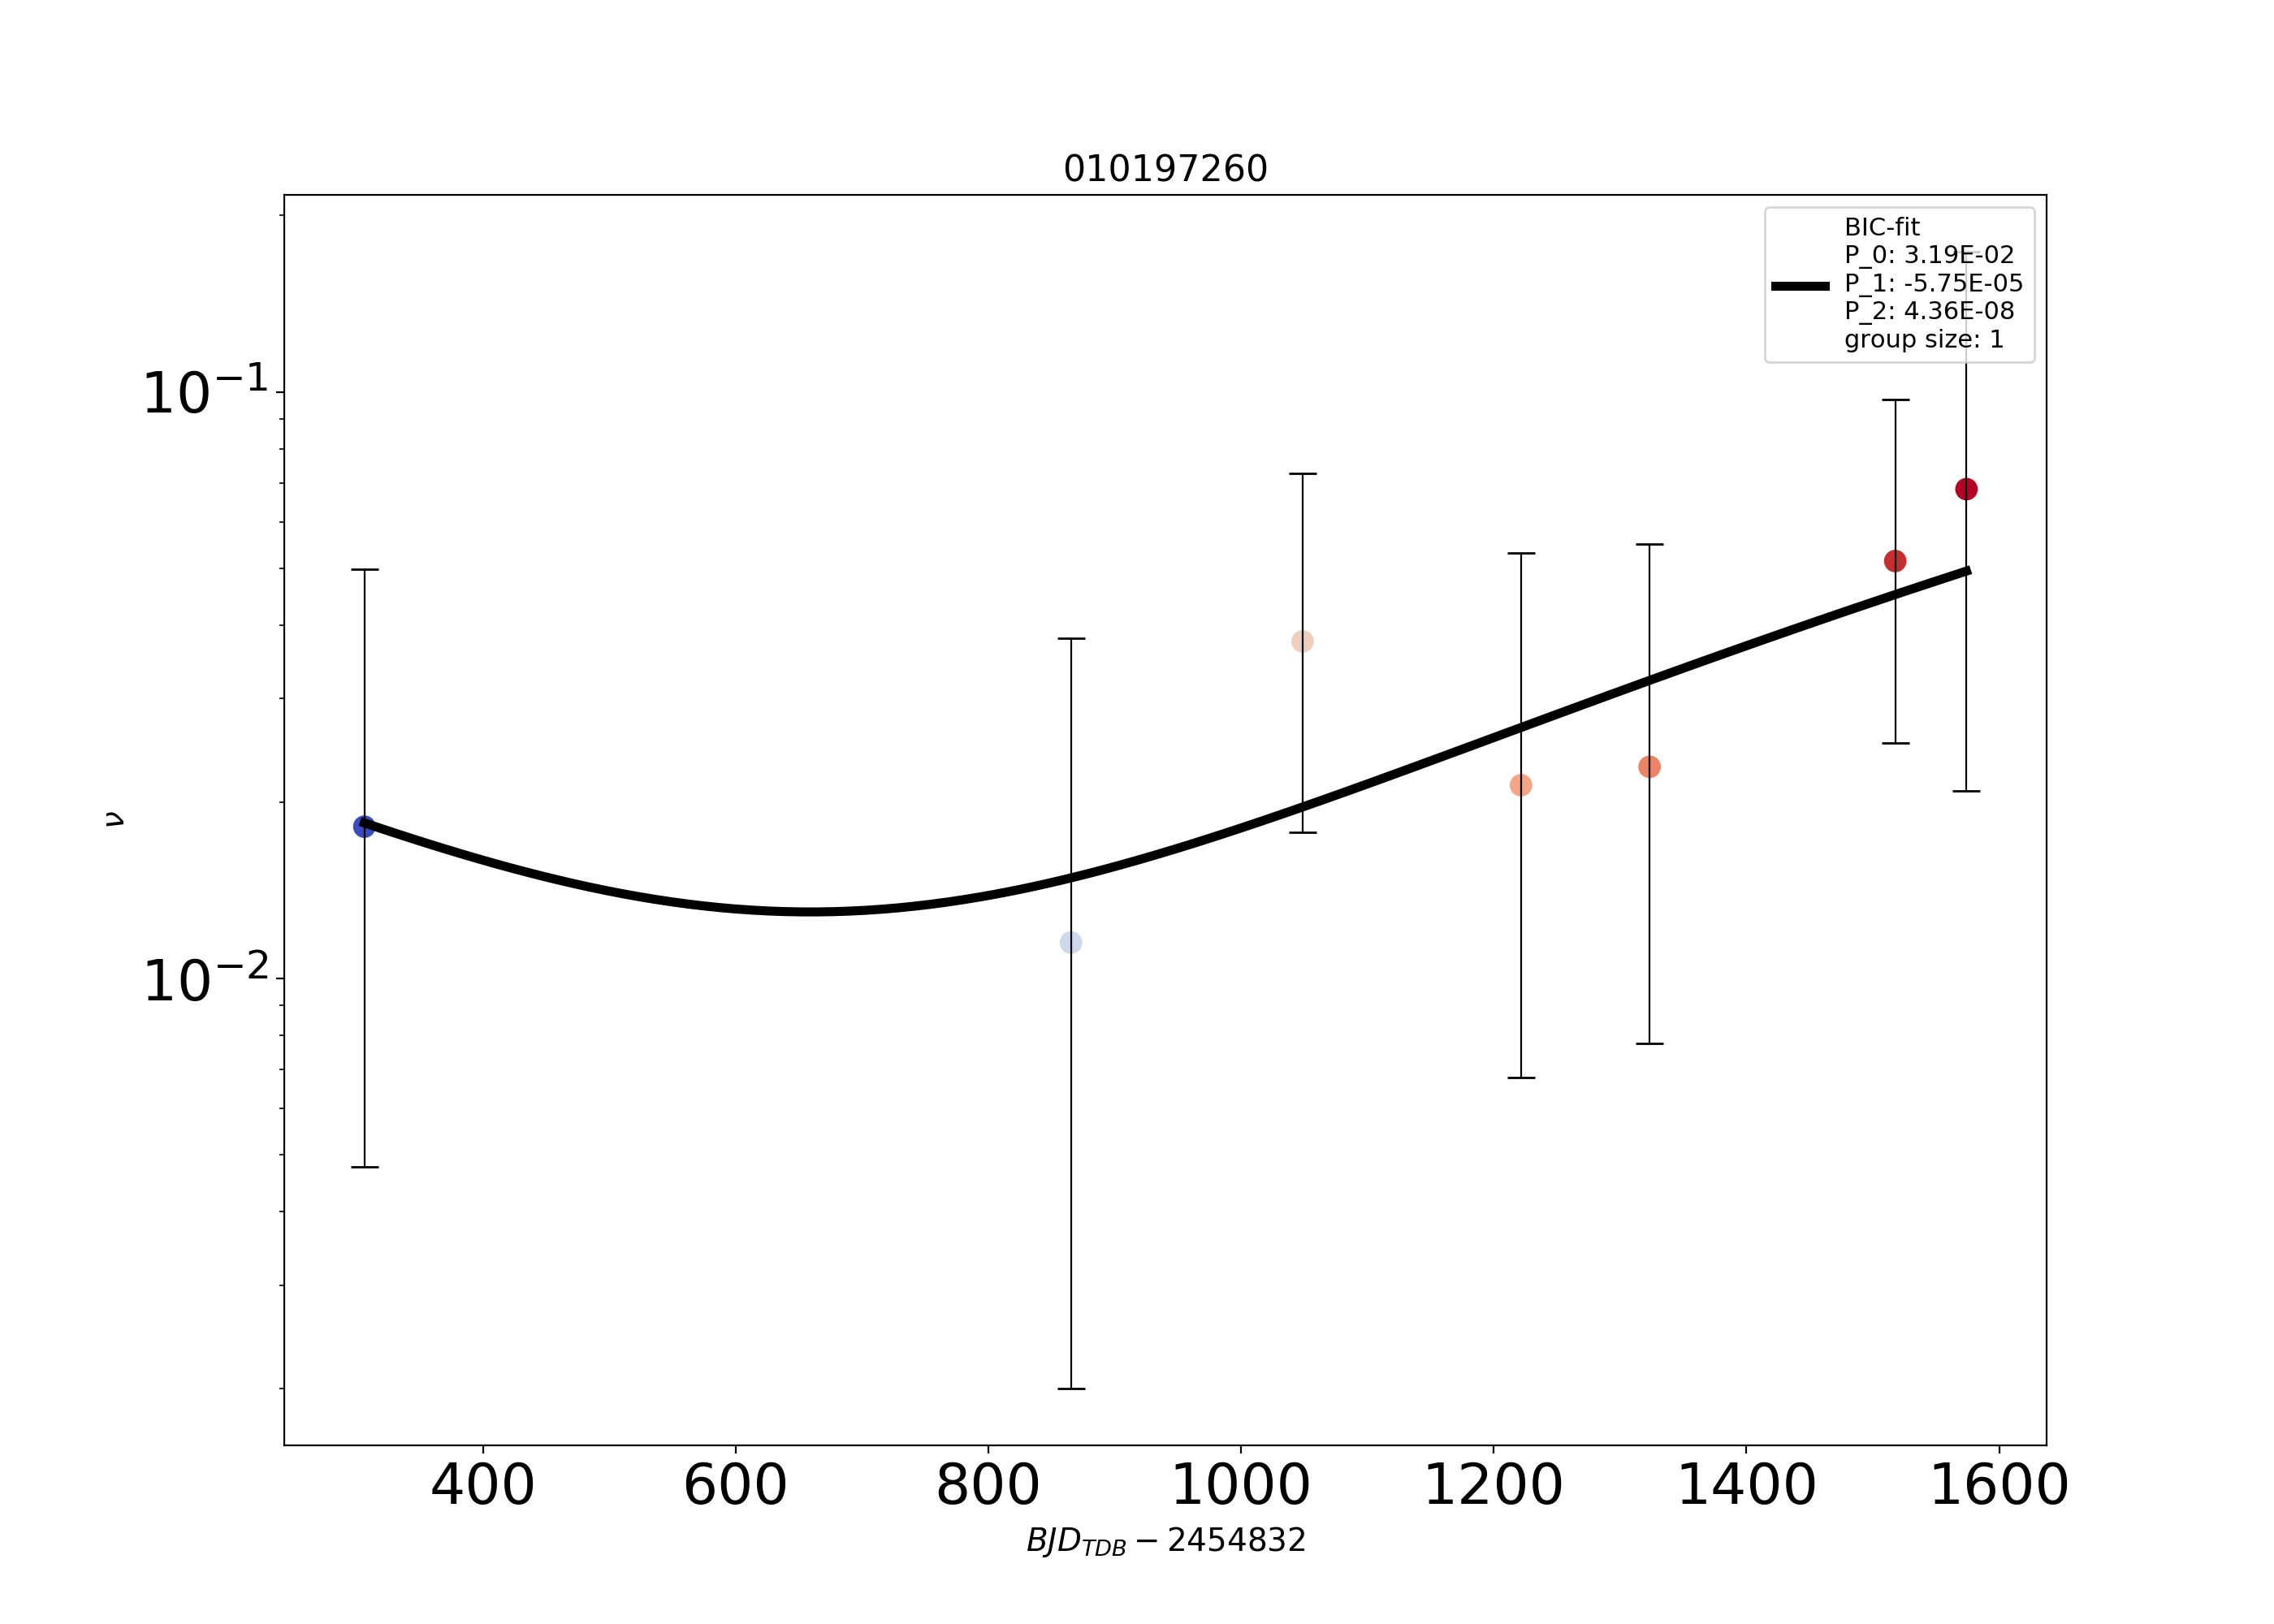 010197260
BIC-fit
P_0: 3.19E-02
P_1: -5.75E-05
P_2: 4.36E-08
group size: 1
10⁻¹
10⁻²
ν
400 600 800 1000 1200 1400 1600
BJD_TDB − 2454832